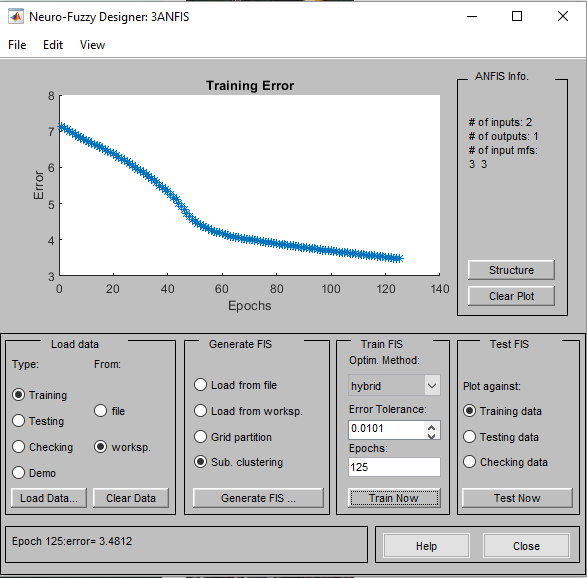 Neuro-Fuzzy Designer: 3ANFIS
File Edit View
Training Error
8
7
6
5
4
3
Error
0 20 40 60 80 100 120 140
Epochs
ANFIS Info.
# of inputs: 2
# of outputs: 1
# of input mfs:
3 3
Structure
Clear Plot
Load data
Type: From:
Training
Testing
Checking
Demo
file
worksp.
Load Data... Clear Data
Generate FIS
Load from file
Load from worksp.
Grid partition
Sub. clustering
Generate FIS ...
Train FIS
Optim. Method:
hybrid
Error Tolerance:
0.0101
Epochs:
125
Train Now
Test FIS
Plot against:
Training data
Testing data
Checking data
Test Now
Epoch 125:error= 3.4812
Help Close